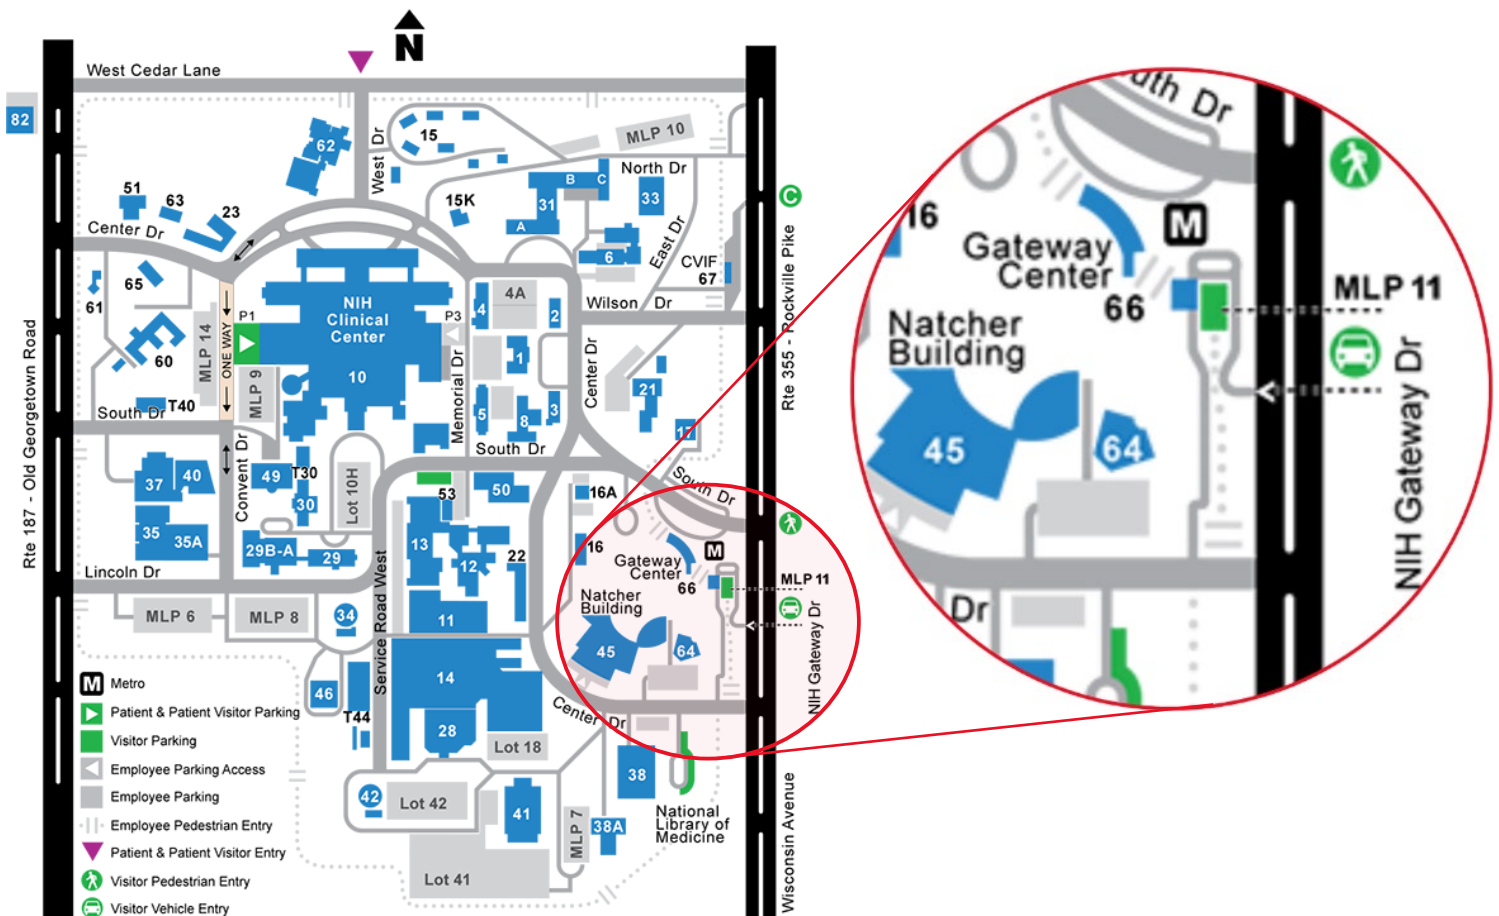 N
West Cedar Lane
82
62
West Dr
15
MLP 10
North Dr
B
C
33
31
A
15K
51
63
23
Center Dr
C
6
East Dr
CVIF
67
65
61
4A
NIH
Clinical
Center
4
2
Wilson Dr
P1
P3
60
MLP 14
ONE WAY
MLP 9
10
Memorial Dr
1
Center Dr
21
Rte 187 - Old Georgetown Road
Rte 355 - Rockville Pike
T40
South Dr
5
8
3
17
South Dr
Convent Dr
37
40
49
T30
30
Lot 10H
53
50
16A
South Dr
35
35A
29B-A
29
13
12
22
16
M
Gateway
Center
66
MLP 11
Lincoln Dr
MLP 6
MLP 8
34
Service Road West
11
Natcher
Building
45
64
NIH Gateway Dr
14
46
T44
28
Lot 18
Center Dr
38
42
Lot 42
41
MLP 7
38A
National
Library of
Medicine
Lot 41
Wisconsin Avenue
M Metro
Patient & Patient Visitor Parking
Visitor Parking
Employee Parking Access
Employee Parking
Employee Pedestrian Entry
Patient & Patient Visitor Entry
Visitor Pedestrian Entry
Visitor Vehicle Entry
uth Dr
16
M
Gateway
Center
66
MLP 11
Natcher
Building
45
64
NIH Gateway Dr
Dr